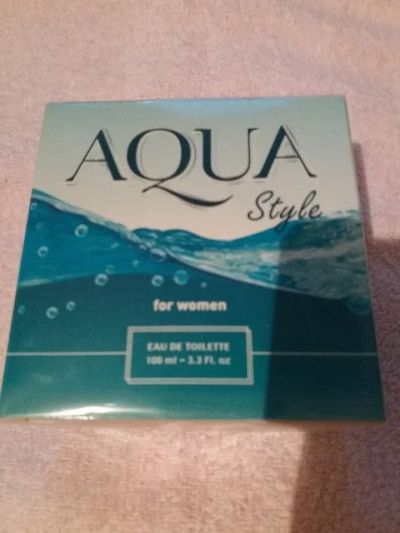 AQUA
Style
for women
EAU DE TOILETTE
100 ml - 3.3 Fl. oz